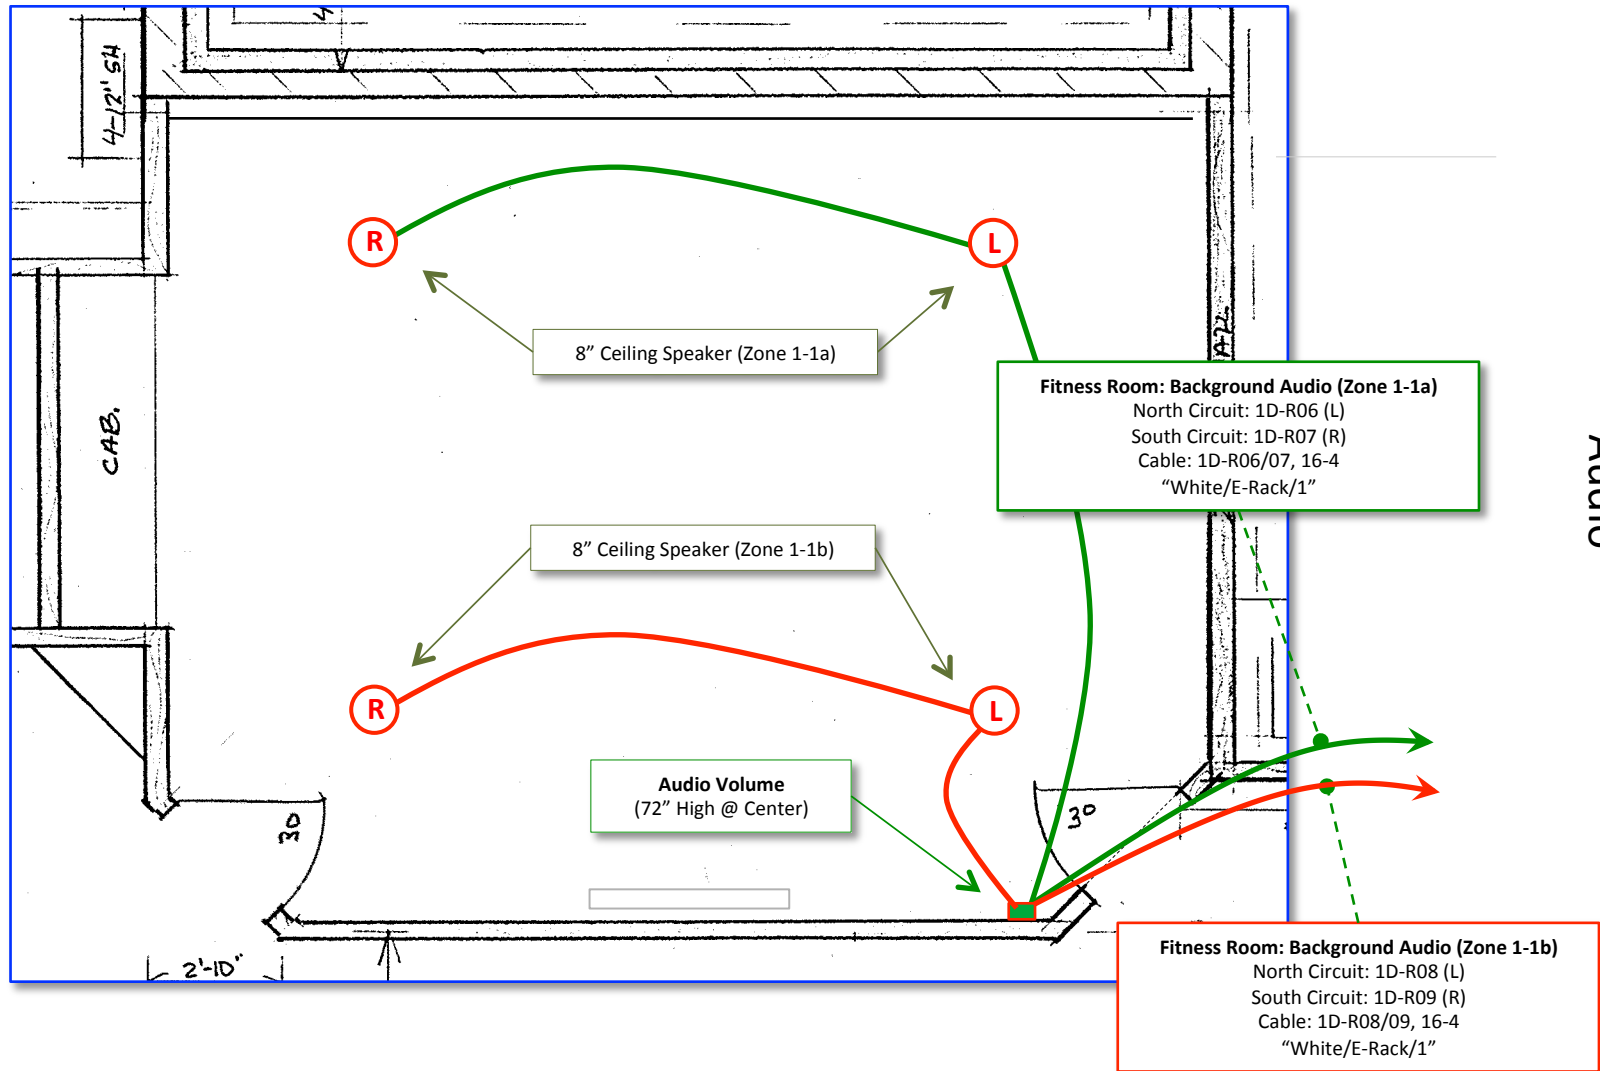 4
4-12" SH
R
L
8” Ceiling Speaker (Zone 1-1a)
Fitness Room: Background Audio (Zone 1-1a)
North Circuit: 1D-R06 (L)
South Circuit: 1D-R07 (R)
Cable: 1D-R06/07, 16-4
“White/E-Rack/1”
CAB.
Audio
8” Ceiling Speaker (Zone 1-1b)
R
L
Audio Volume
(72” High @ Center)
30
30
2'-10"
Fitness Room: Background Audio (Zone 1-1b)
North Circuit: 1D-R08 (L)
South Circuit: 1D-R09 (R)
Cable: 1D-R08/09, 16-4
“White/E-Rack/1”